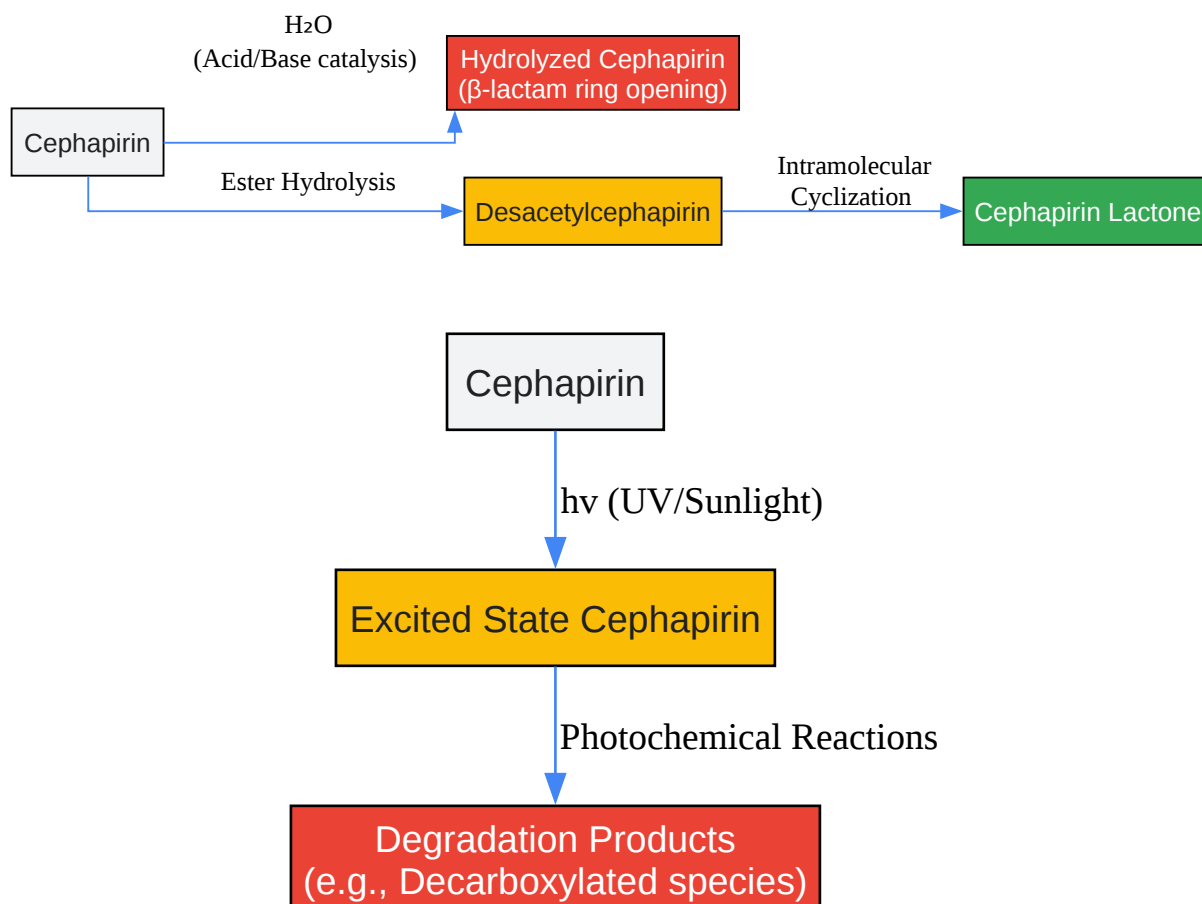 H₂O
(Acid/Base catalysis)
Hydrolyzed Cephapirin
(β-lactam ring opening)
Cephapirin
Ester Hydrolysis
Desacetylcephapirin
Intramolecular
Cyclization
Cephapirin Lactone
Cephapirin
hv (UV/Sunlight)
Excited State Cephapirin
Photochemical Reactions
Degradation Products
(e.g., Decarboxylated species)